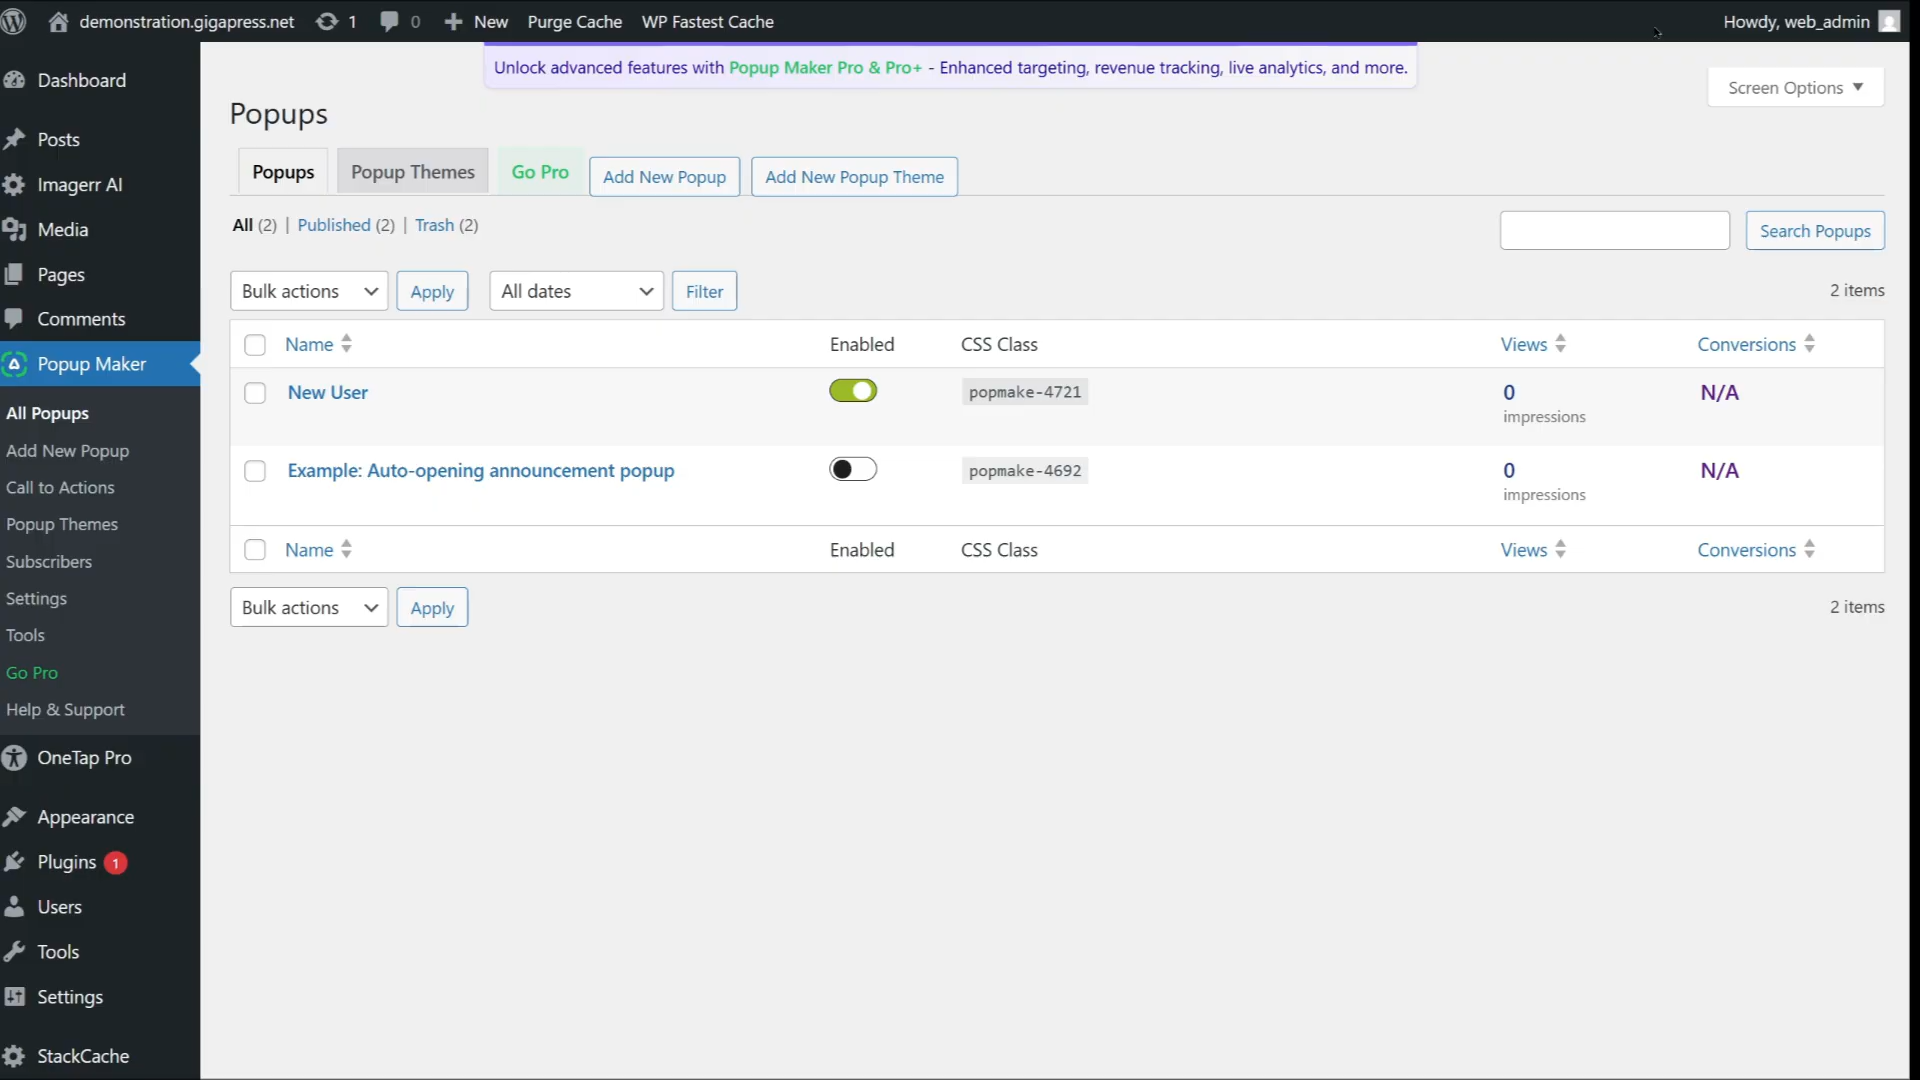 demonstration.gigapress.net 1 0 New Purge Cache WP Fastest Cache Howdy, web_admin
Unlock advanced features with Popup Maker Pro & Pro+ - Enhanced targeting, revenue tracking, live analytics, and more.
Screen Options
Popups
Popups Popup Themes Go Pro Add New Popup Add New Popup Theme
All (2) | Published (2) | Trash (2)
Search Popups
Bulk actions Apply All dates Filter 2 items
Name Enabled CSS Class Views Conversions
New User popmake-4721 0 N/A
impressions
Example: Auto-opening announcement popup popmake-4692 0 N/A
impressions
Name Enabled CSS Class Views Conversions
Bulk actions Apply 2 items
Dashboard
Posts
Imagerr AI
Media
Pages
Comments
Popup Maker
All Popups
Add New Popup
Call to Actions
Popup Themes
Subscribers
Settings
Tools
Go Pro
Help & Support
OneTap Pro
Appearance
Plugins 1
Users
Tools
Settings
StackCache